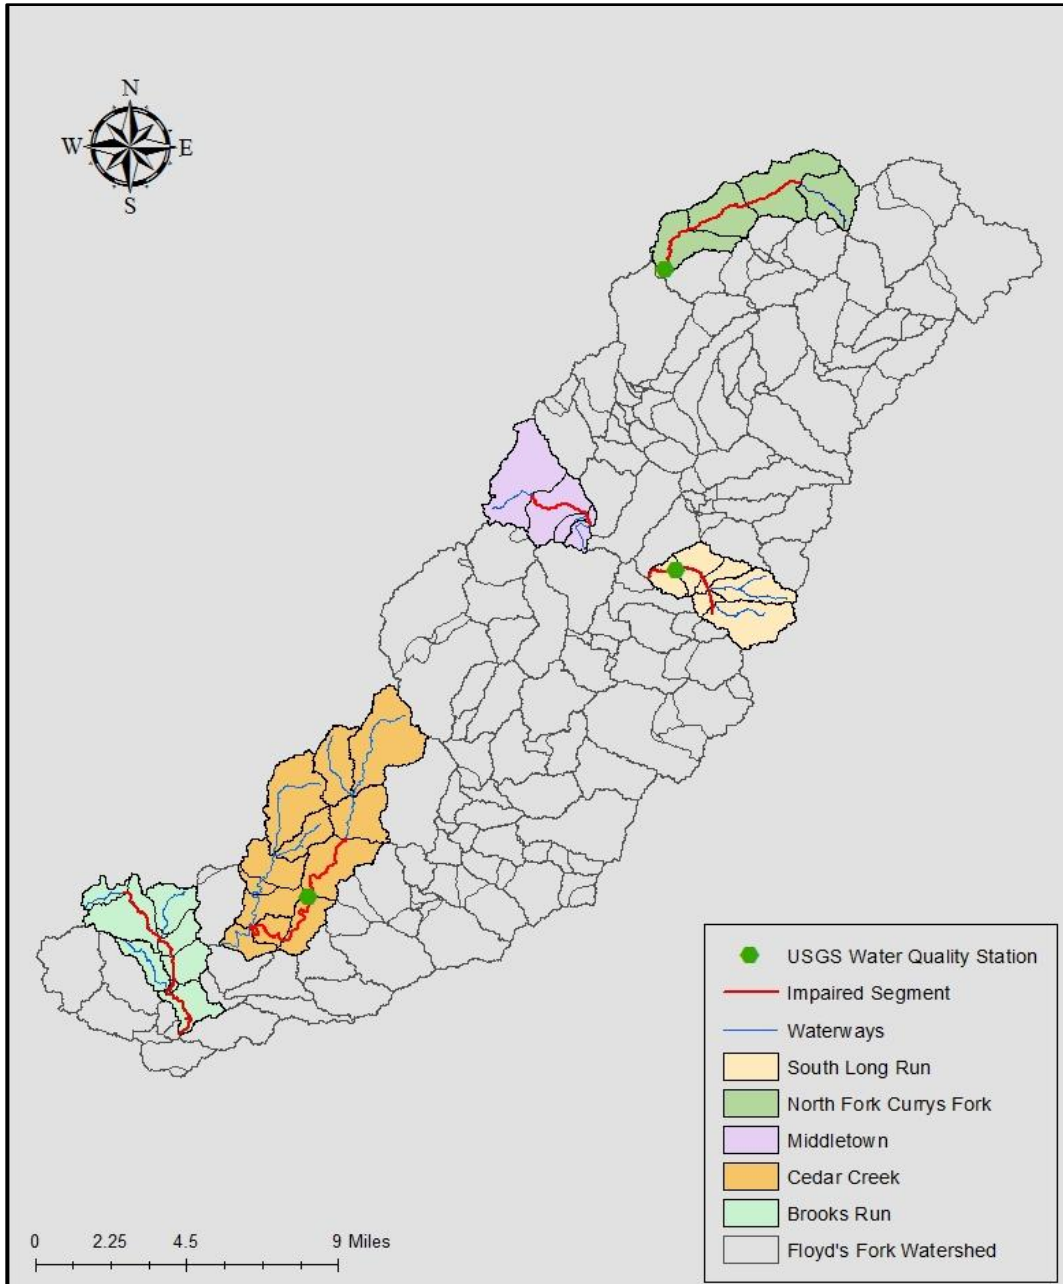 N
W E
S
USGS Water Quality Station
Impaired Segment
Waterways
South Long Run
North Fork Currys Fork
Middletown
Cedar Creek
Brooks Run
Floyd's Fork Watershed
0 2.25 4.5 9 Miles